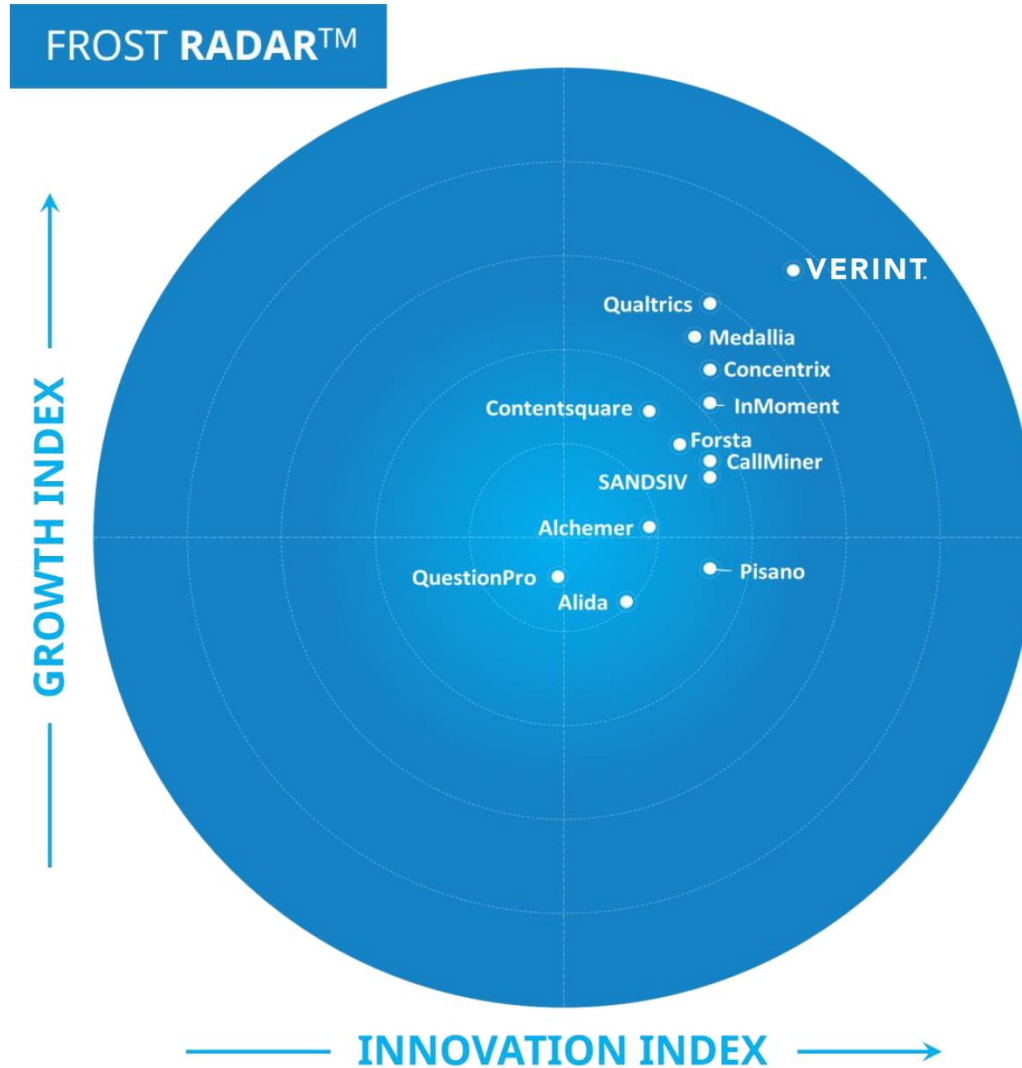 FROST RADAR™
VERINT.
Qualtrics
Medallia
Concentrix
Contentsquare
InMoment
Forsta
CallMiner
SANDSIV
Alchemer
Pisano
QuestionPro
Alida
GROWTH INDEX
INNOVATION INDEX